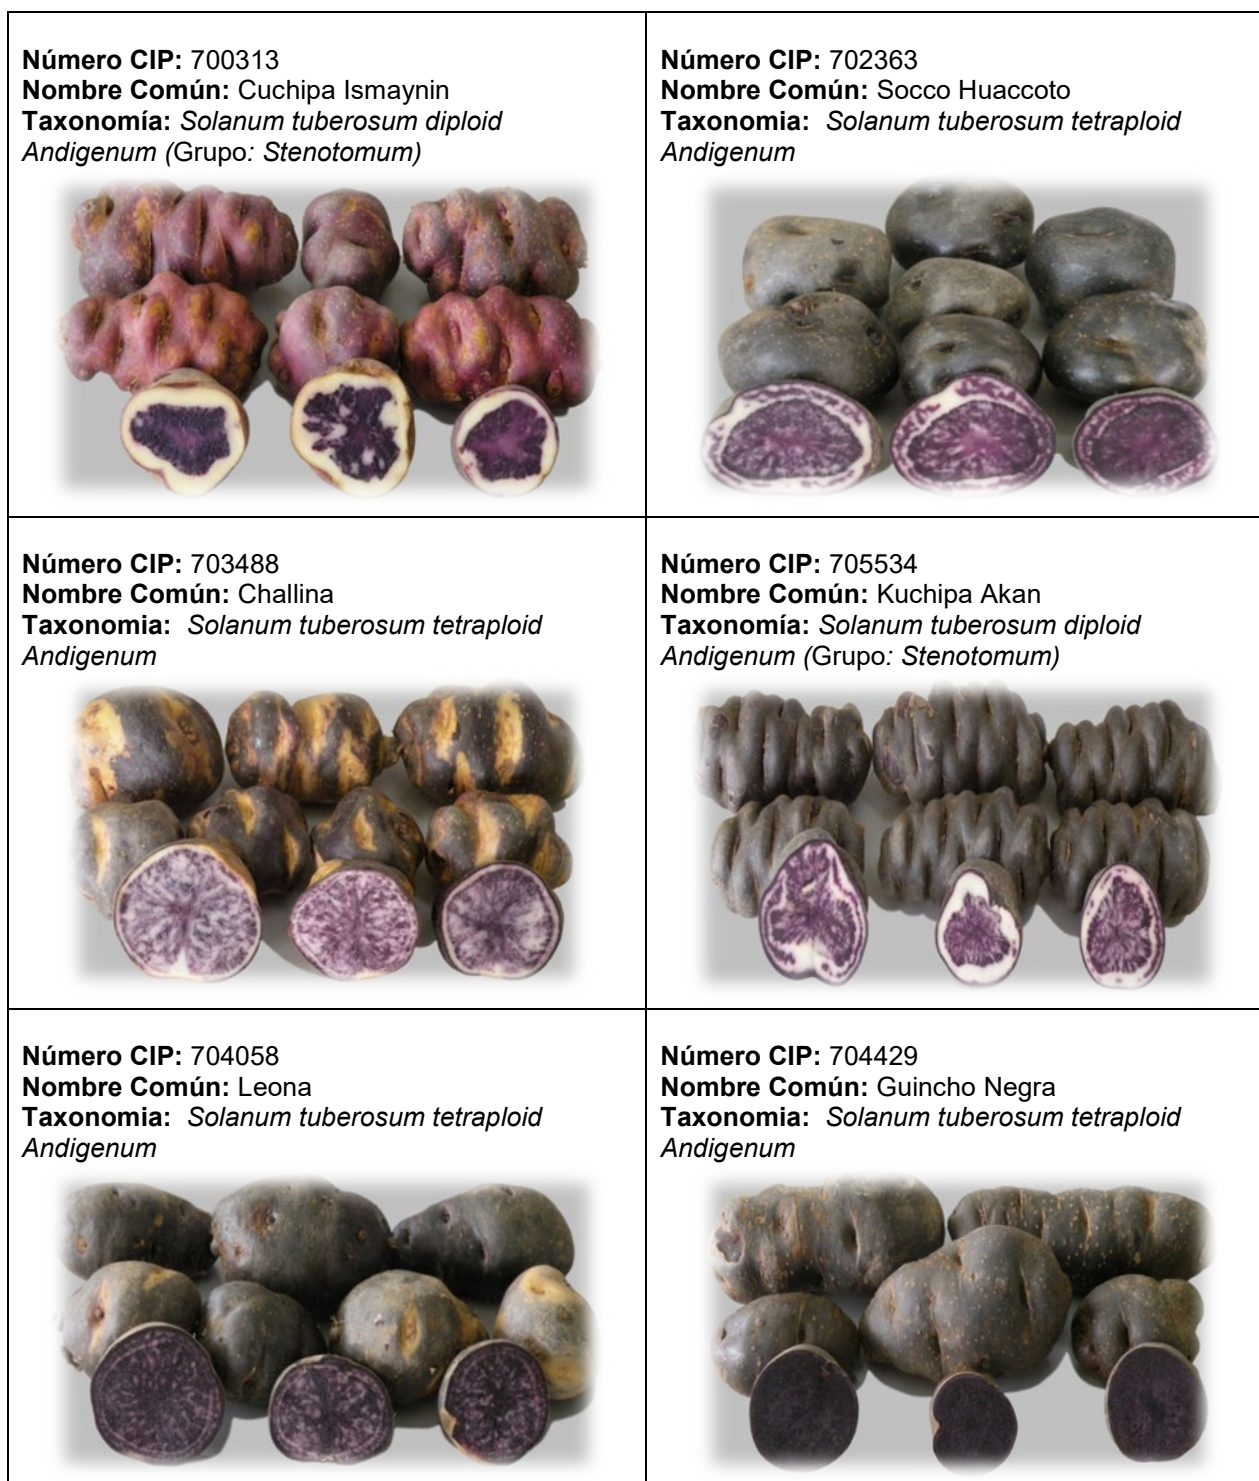 Número CIP: 700313
Nombre Común: Cuchipa Ismaynin
Taxonomía: Solanum tuberosum diploid
Andigenum (Grupo: Stenotomum)
Número CIP: 702363
Nombre Común: Socco Huaccoto
Taxonomia: Solanum tuberosum tetraploid
Andigenum
Número CIP: 703488
Nombre Común: Challina
Taxonomia: Solanum tuberosum tetraploid
Andigenum
Número CIP: 705534
Nombre Común: Kuchipa Akan
Taxonomía: Solanum tuberosum diploid
Andigenum (Grupo: Stenotomum)
Número CIP: 704058
Nombre Común: Leona
Taxonomia: Solanum tuberosum tetraploid
Andigenum
Número CIP: 704429
Nombre Común: Guincho Negra
Taxonomia: Solanum tuberosum tetraploid
Andigenum